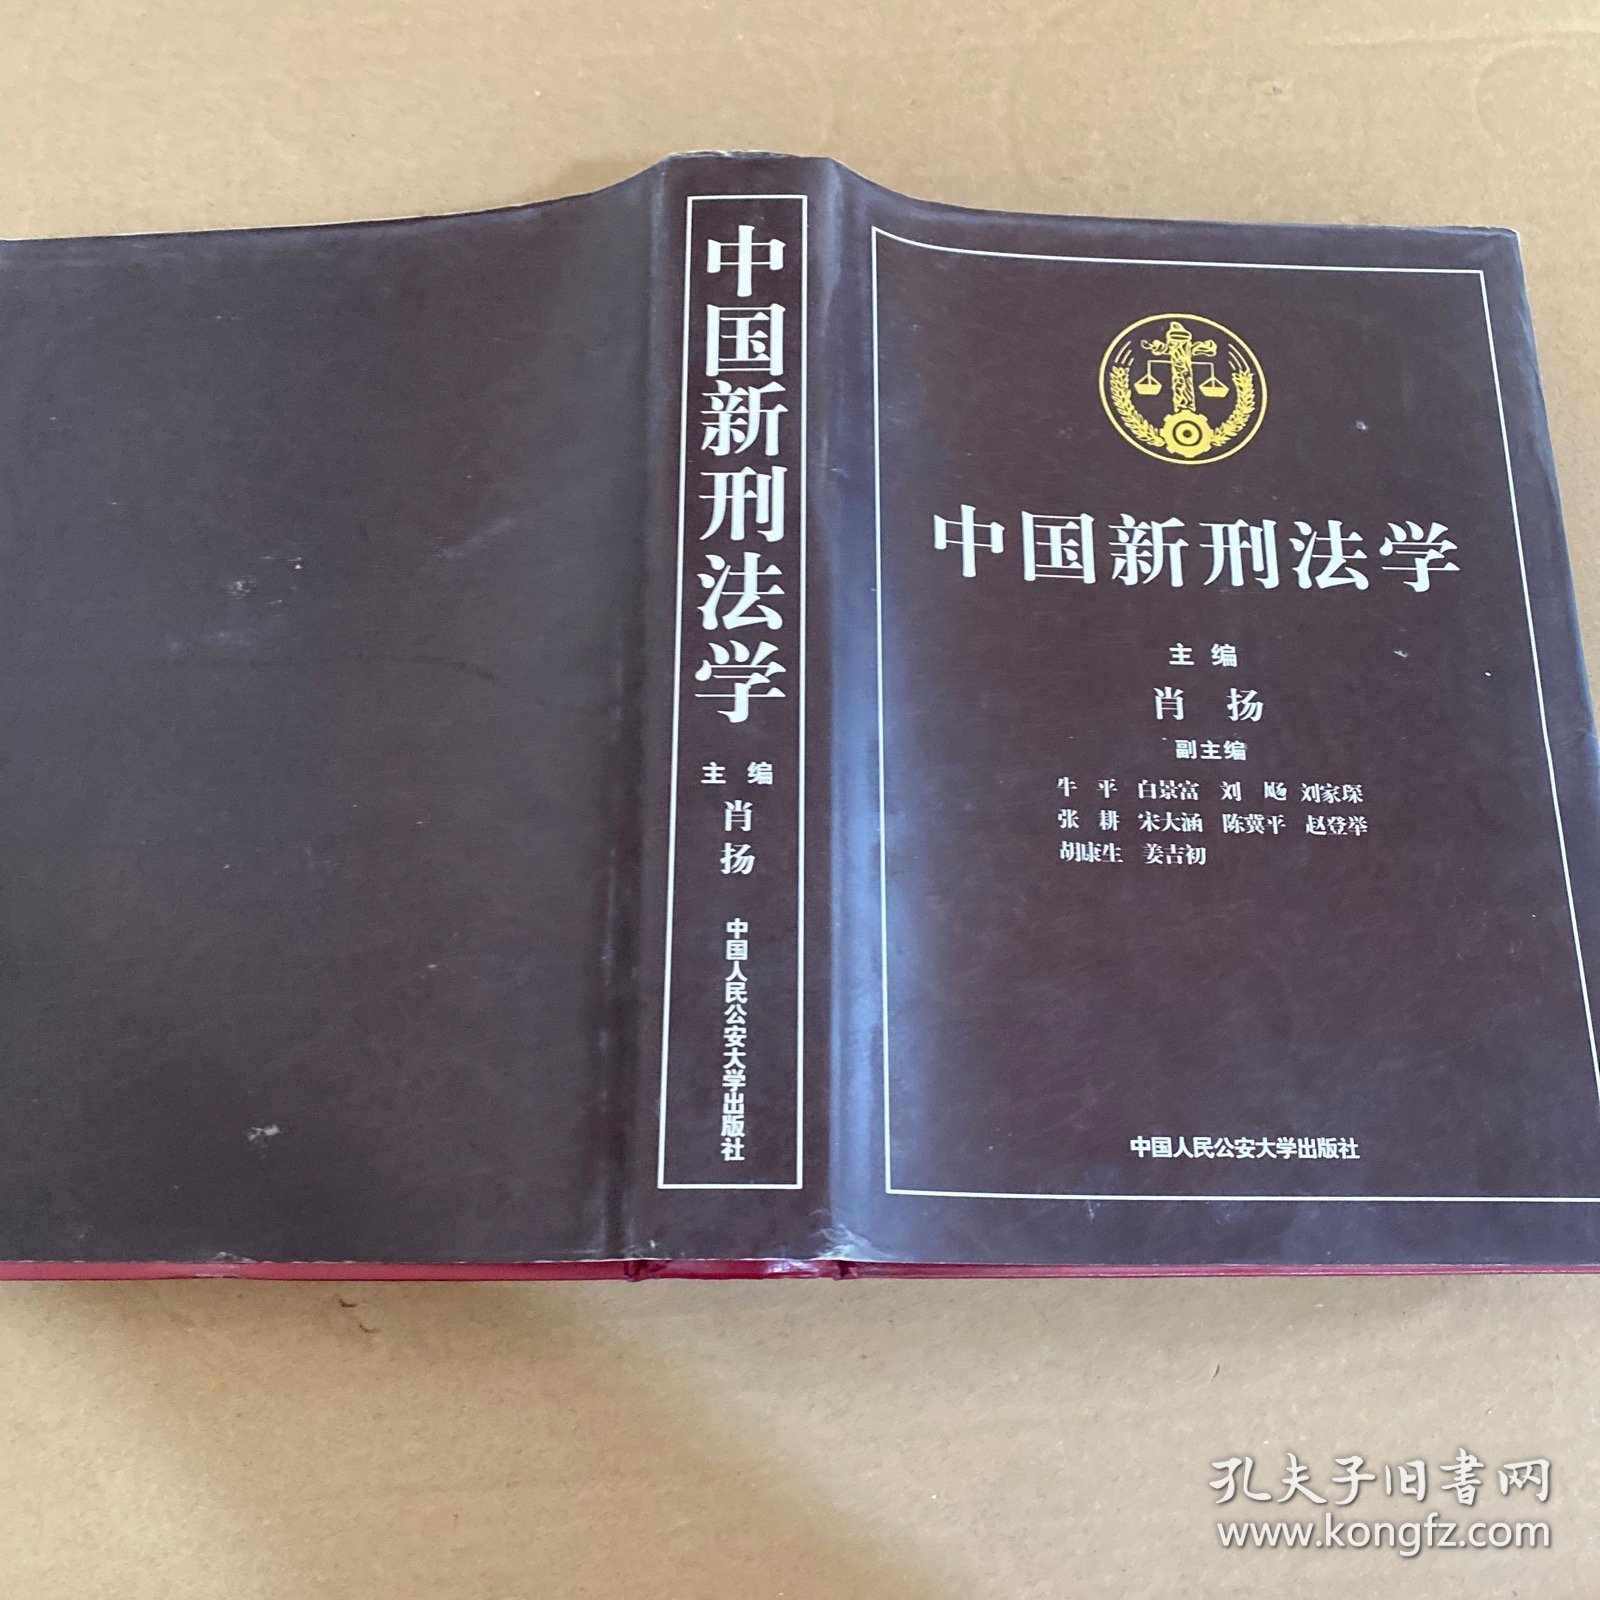 中国新刑法学
主编
肖扬
中国人民公安大学出版社
中国新刑法学
主编
肖扬
副主编
牛平 白景富 刘飏 刘家琛
张耕 宋大涵 陈冀平 赵登举
胡康生 姜吉初
中国人民公安大学出版社
孔夫子旧书网
www.kongfz.com